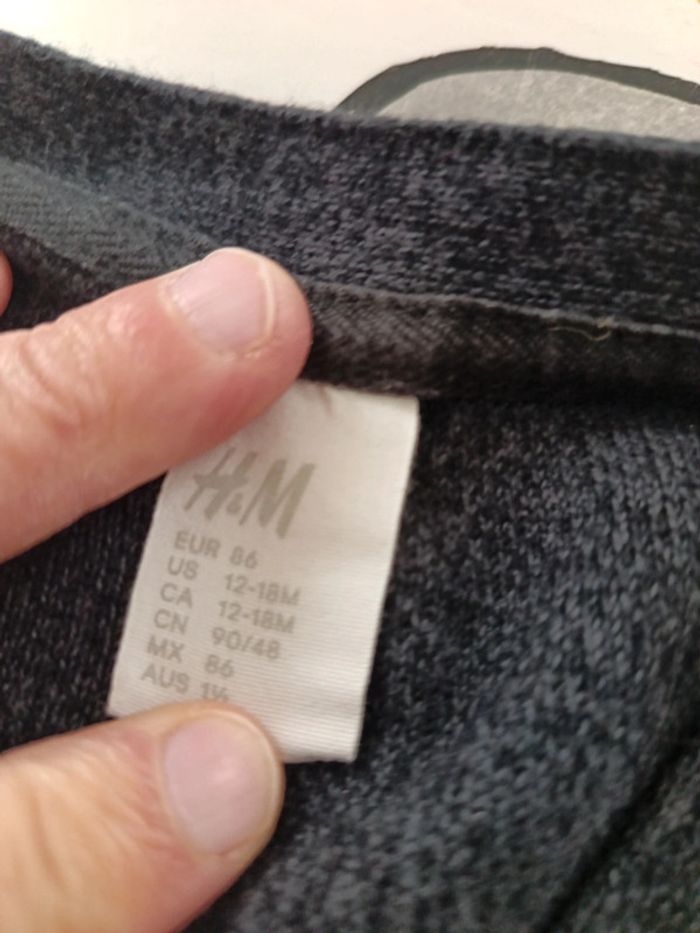 H&M
EUR 86
US 12-18M
CA 12-18M
CN 90/48
MX 86
AUS 1½